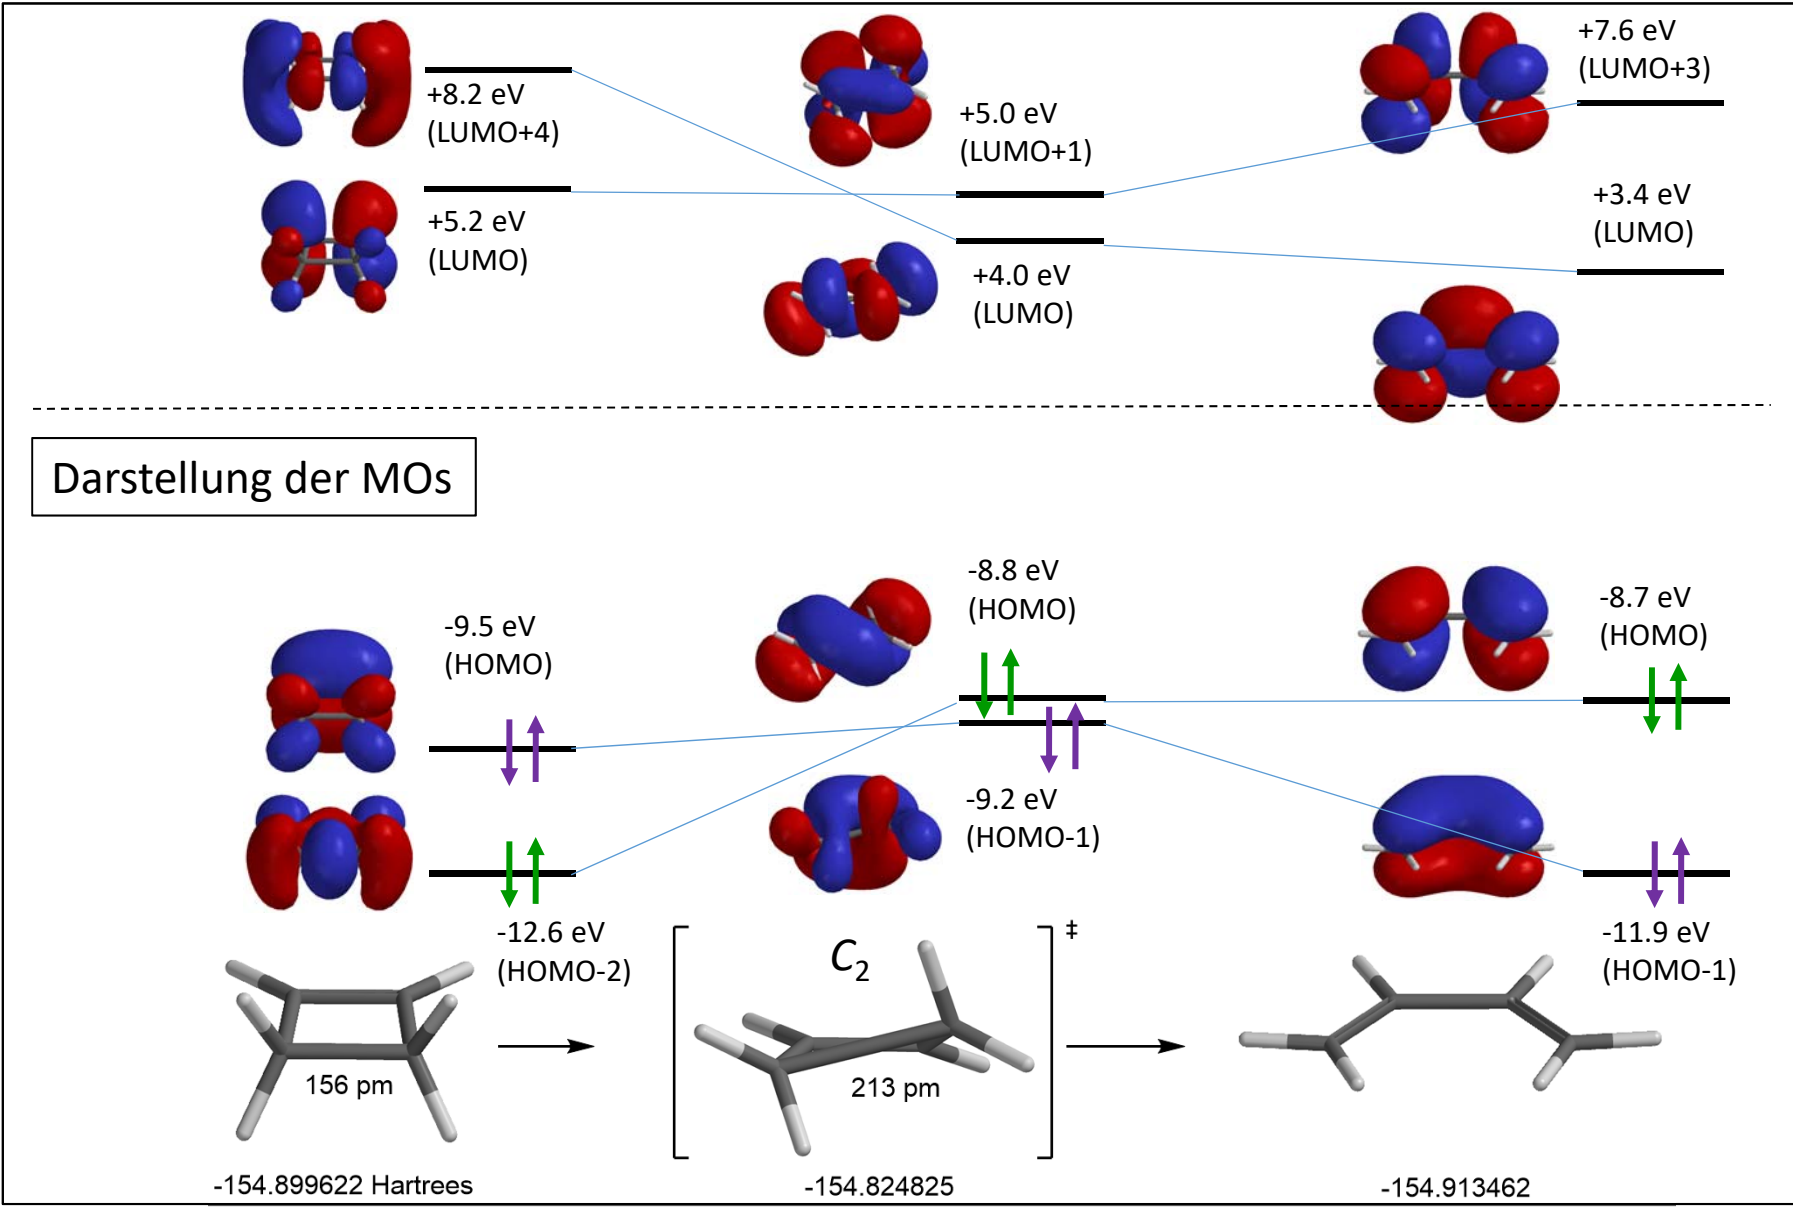 +8.2 eV
(LUMO+4)
+5.0 eV
(LUMO+1)
+7.6 eV
(LUMO+3)
+5.2 eV
(LUMO)
+4.0 eV
(LUMO)
+3.4 eV
(LUMO)
Darstellung der MOs
-9.5 eV
(HOMO)
-8.8 eV
(HOMO)
-8.7 eV
(HOMO)
-12.6 eV
(HOMO-2)
-9.2 eV
(HOMO-1)
-11.9 eV
(HOMO-1)
C2
‡
156 pm
213 pm
-154.899622 Hartrees
-154.824825
-154.913462